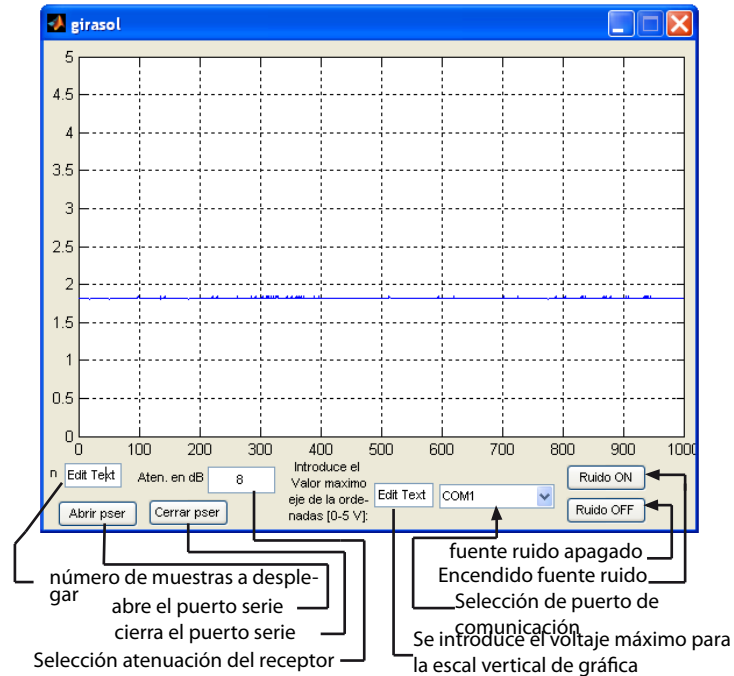 girasol
5
4.5
4
3.5
3
2.5
2
1.5
1
0.5
0
0 100 200 300 400 500 600 700 800 900 1000
n
Edit Text
Aten. en dB
8
Introduce el
Valor maximo
eje de la orde-
nadas [0-5 V]:
Edit Text
COM1
Ruido ON
Abrir pser
Cerrar pser
Ruido OFF
fuente ruido apagado
Encendido fuente ruido
número de muestras a desple-
gar
Selección de puerto de
comunicación
abre el puerto serie
cierra el puerto serie
Se introduce el voltaje máximo para
la escal vertical de gráfica
Selección atenuación del receptor